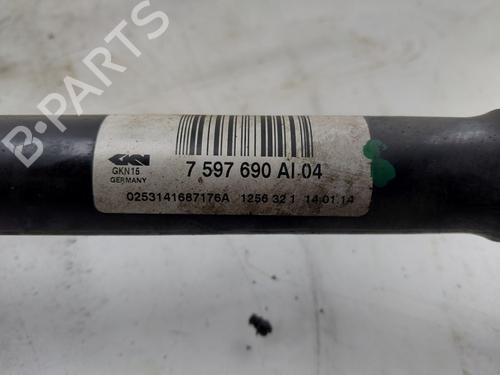 B-PARTS
GKN
7 597 690 AI 04
GKN15
GERMANY
0253141687176A 1256 32 1 14.01.14